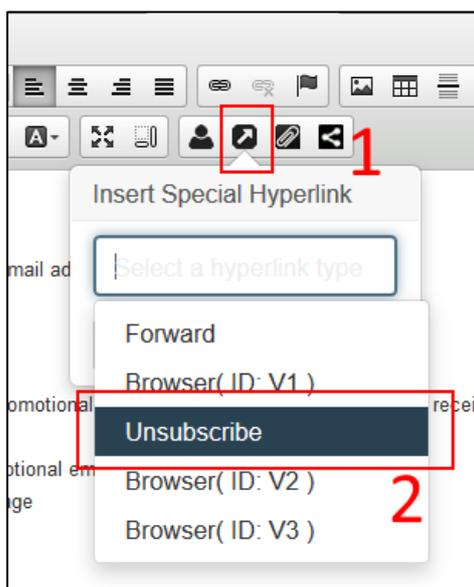 A
1
Insert Special Hyperlink
mail ad
Select a hyperlink type
Forward
Browser( ID: V1 )
omotional
recei
Unsubscribe
otional em
Browser( ID: V2 )
2
ge
Browser( ID: V3 )